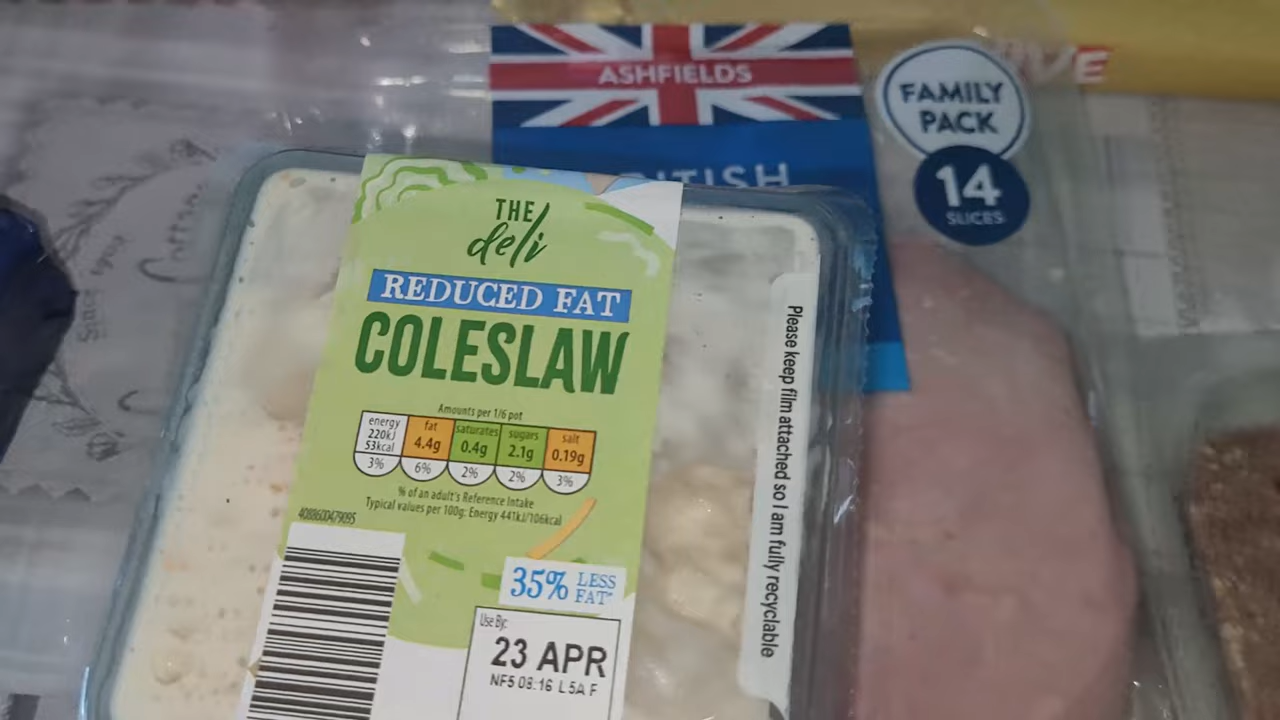 ASHFIELDS
BRITISH
FAMILY
PACK
14
SLICES
THE
deli
REDUCED FAT
COLESLAW
Amounts per 1/6 pot
energy
220kJ
53kcal
3%
fat
4.4g
6%
saturates
0.4g
2%
sugars
2.1g
2%
salt
0.19g
3%
% of an adult's Reference Intake
Typical values per 100g: Energy 441kJ/106kcal
4088600479095
35% LESS
FAT*
Use By:
23 APR
NF5 08:16 L5A F
Please keep film attached so I am fully recyclable